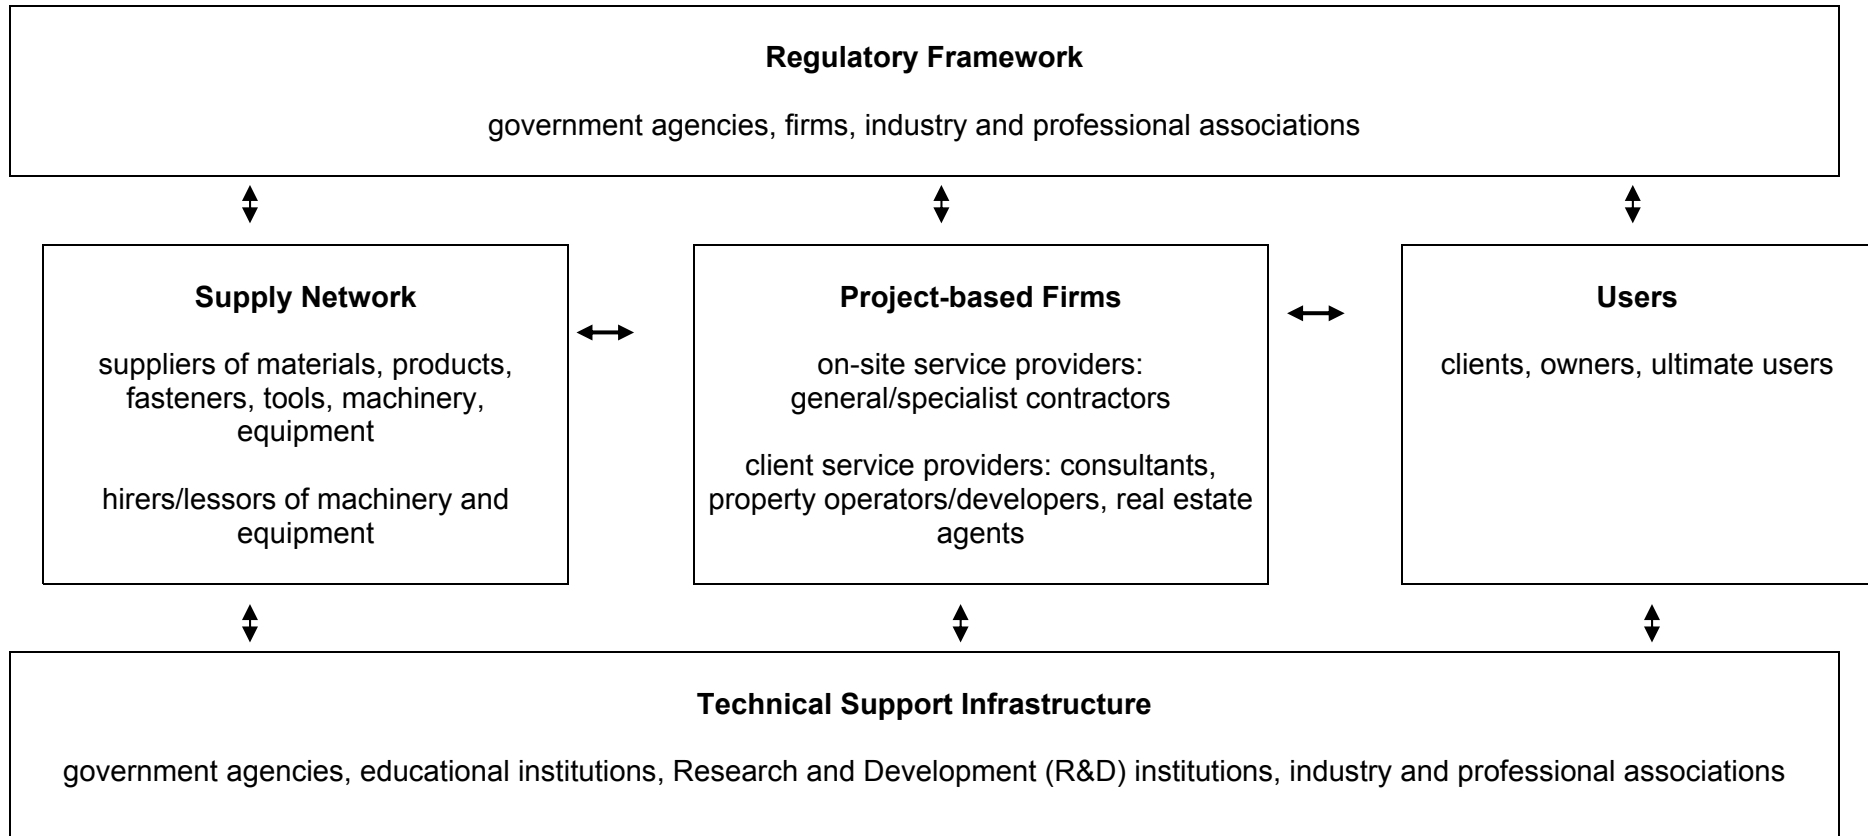 Regulatory Framework
government agencies, firms, industry and professional associations
Supply Network
suppliers of materials, products,
fasteners, tools, machinery,
equipment
hirers/lessors of machinery and
equipment
Project-based Firms
on-site service providers:
general/specialist contractors
client service providers: consultants,
property operators/developers, real estate
agents
Users
clients, owners, ultimate users
Technical Support Infrastructure
government agencies, educational institutions, Research and Development (R&D) institutions, industry and professional associations